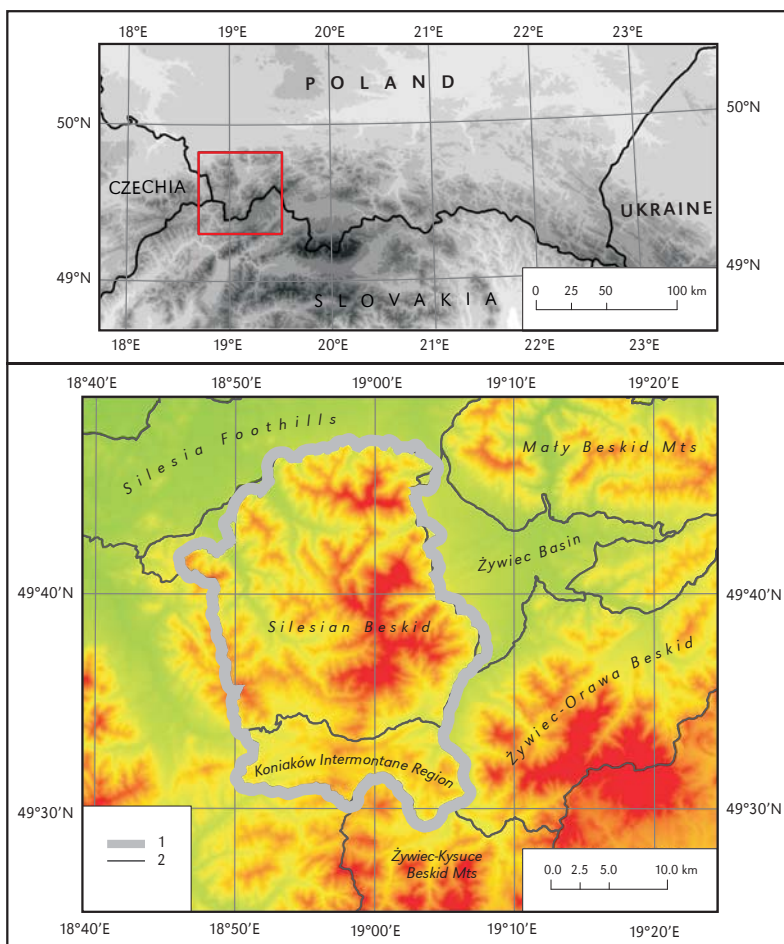 18°E 19°E 20°E 21°E 22°E 23°E
POLAND
50°N 50°N
CZECHIA
UKRAINE
49°N 49°N
SLOVAKIA
0 25 50 100 km
18°E 19°E 20°E 21°E 22°E 23°E
18°40′E 18°50′E 19°00′E 19°10′E 19°20′E
Silesia Foothills
Mały Beskid Mts
Żywiec Basin
49°40′N 49°40′N
Silesian Beskid
Żywiec-Orawa Beskid
Koniaków Intermontane Region
49°30′N 49°30′N
1
2
Żywiec-Kysuce
Beskid Mts
0.0 2.5 5.0 10.0 km
18°40′E 18°50′E 19°00′E 19°10′E 19°20′E